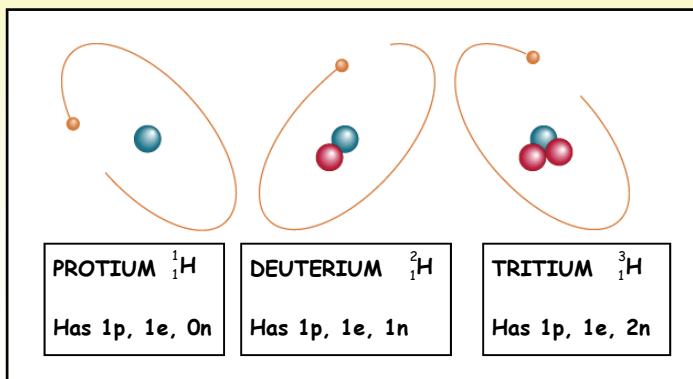 PROTIUM ¹₁H
Has 1p, 1e, 0n
DEUTERIUM ²₁H
Has 1p, 1e, 1n
TRITIUM ³₁H
Has 1p, 1e, 2n